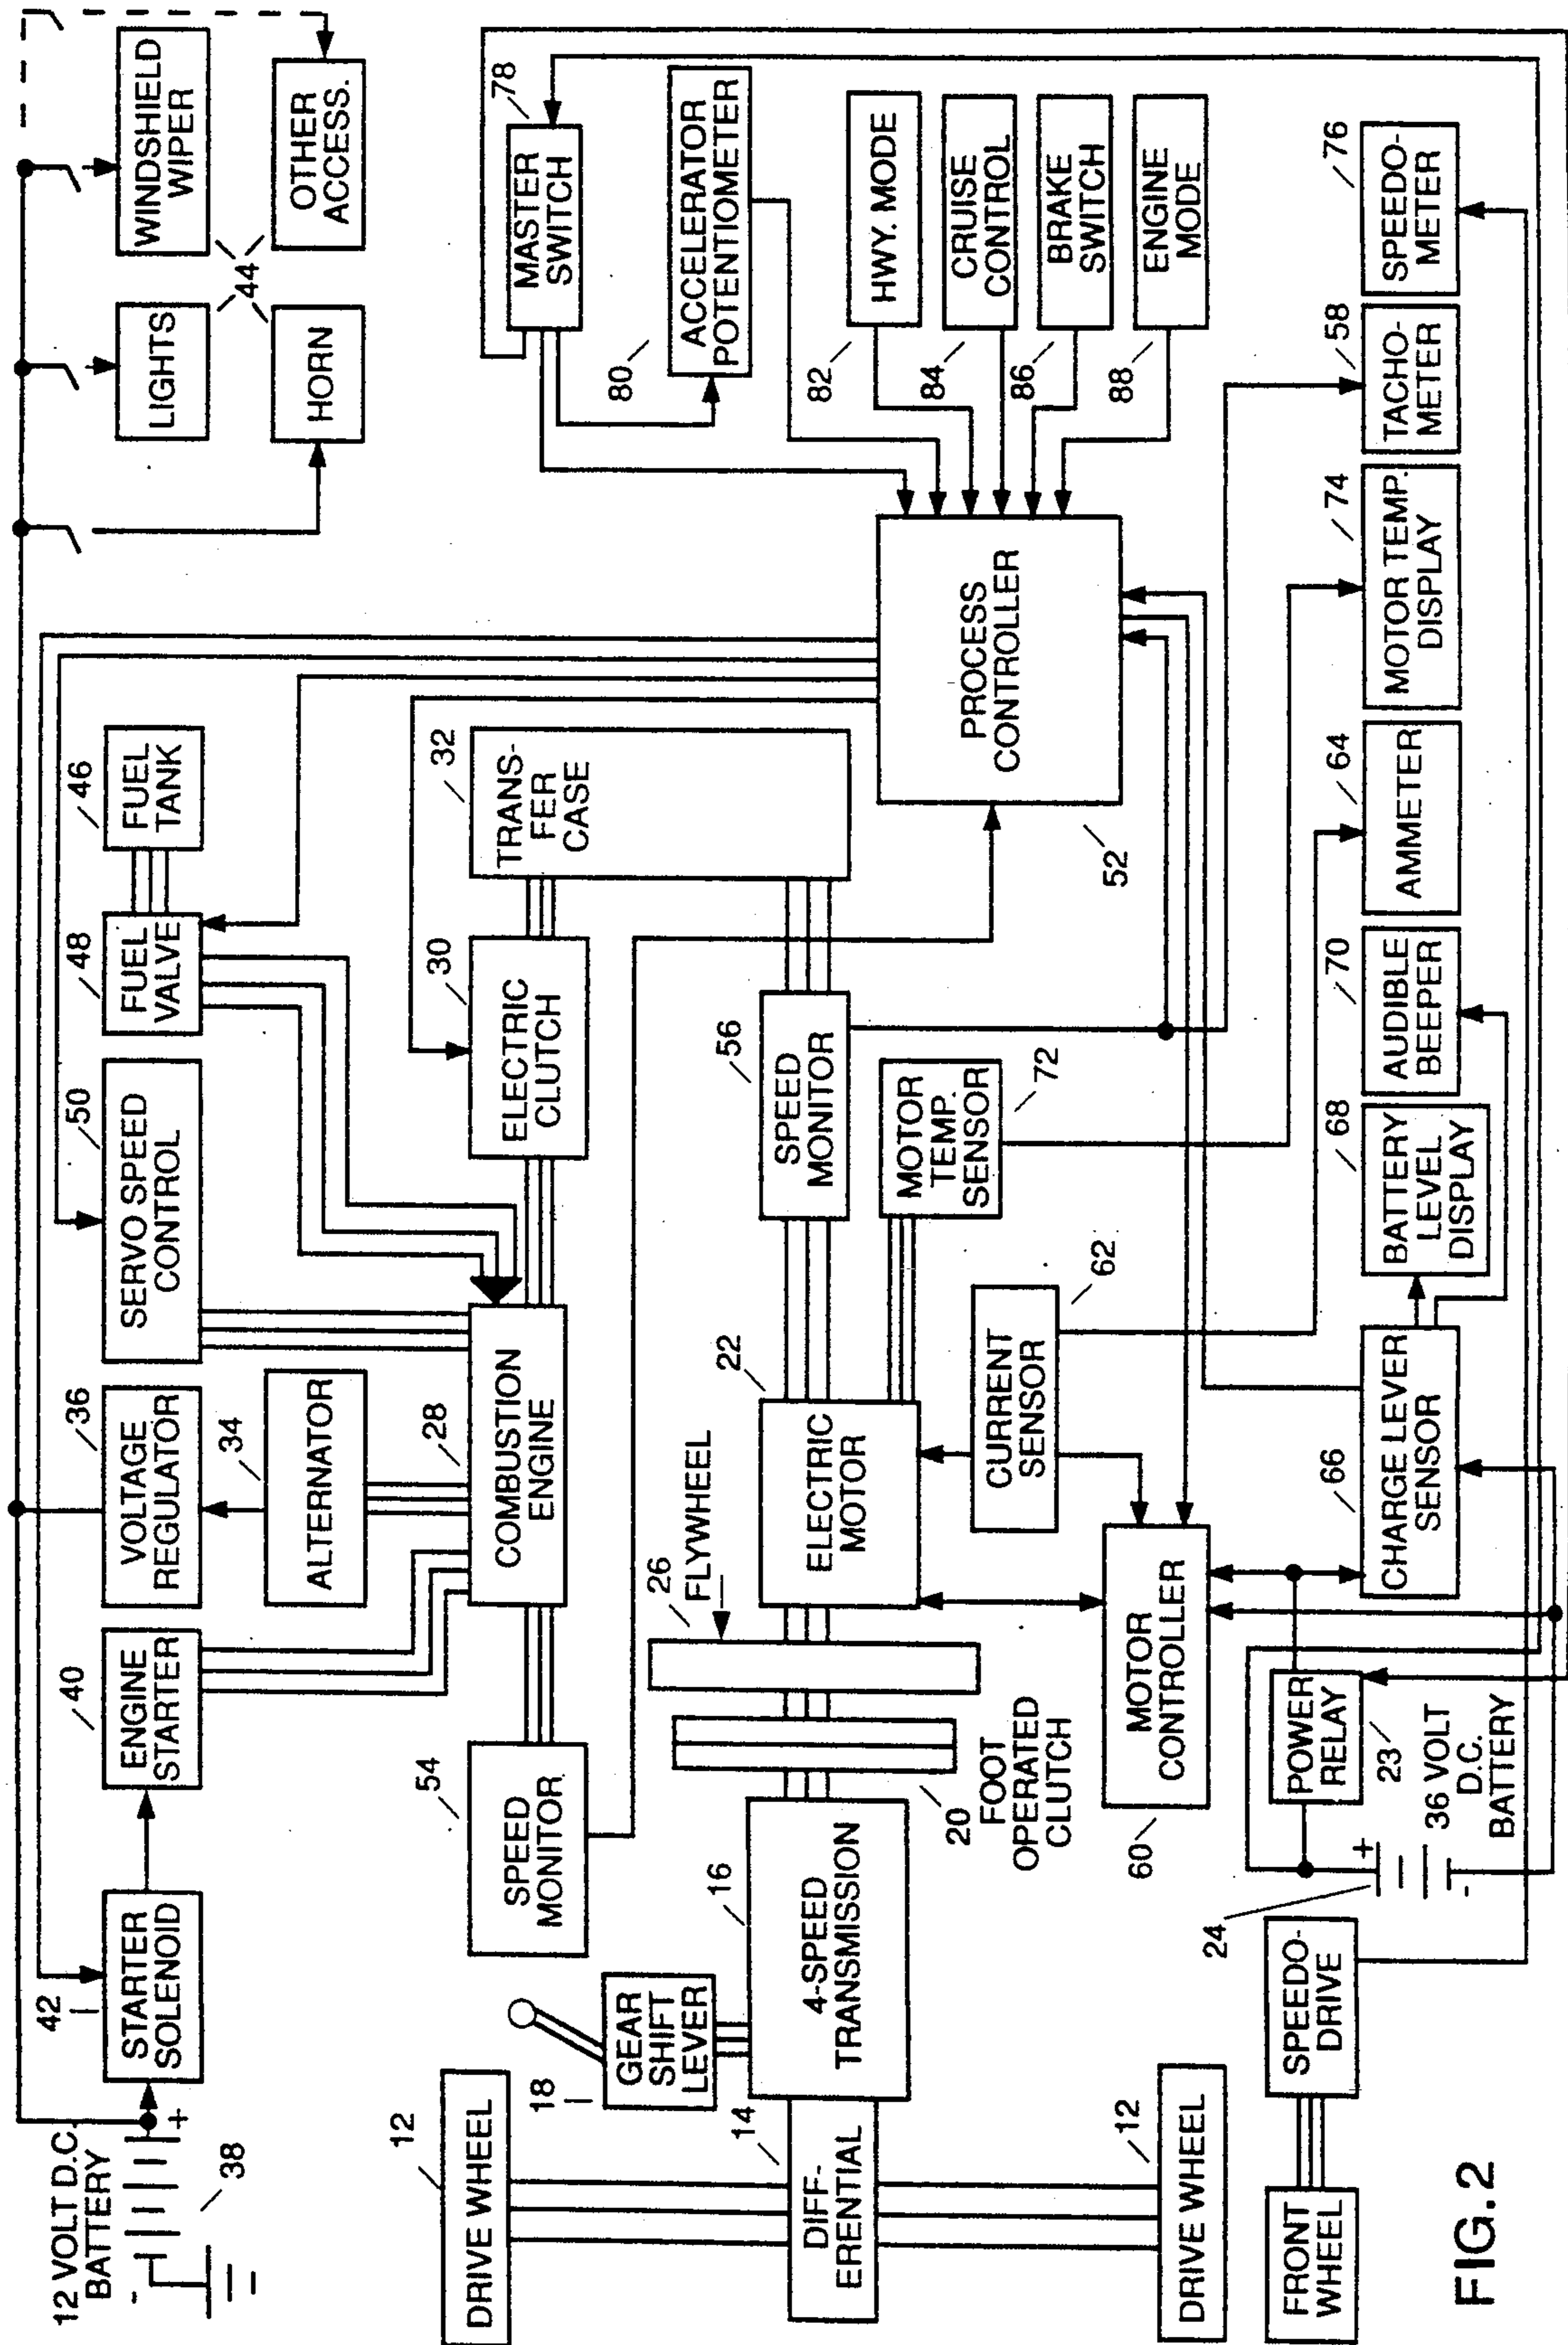 12 VOLT D.C.
BATTERY
38
42
STARTER
SOLENOID
40
ENGINE
STARTER
36
VOLTAGE
REGULATOR
34
ALTERNATOR
50
SERVO SPEED
CONTROL
48
FUEL
VALVE
46
FUEL
TANK
LIGHTS
WINDSHIELD
WIPER
44
HORN
OTHER
ACCESS.
54
SPEED
MONITOR
28
COMBUSTION
ENGINE
30
ELECTRIC
CLUTCH
32
TRANS-
FER
CASE
78
MASTER
SWITCH
80
ACCELERATOR
POTENTIOMETER
12
DRIVE WHEEL
18
GEAR
SHIFT
LEVER
14
DIFF-
ERENTIAL
16
4-SPEED
TRANSMISSION
20
FOOT
OPERATED
CLUTCH
26
FLYWHEEL
22
ELECTRIC
MOTOR
56
SPEED
MONITOR
72
MOTOR
TEMP.
SENSOR
62
CURRENT
SENSOR
52
PROCESS
CONTROLLER
82
HWY. MODE
84
CRUISE
CONTROL
86
BRAKE
SWITCH
88
ENGINE
MODE
12
DRIVE WHEEL
60
MOTOR
CONTROLLER
FRONT
WHEEL
SPEEDO-
DRIVE
24
+
-
36 VOLT
D.C.
BATTERY
POWER
RELAY
23
66
CHARGE LEVER
SENSOR
68
BATTERY
LEVEL
DISPLAY
70
AUDIBLE
BEEPER
64
AMMETER
74
MOTOR TEMP.
DISPLAY
58
TACHO-
METER
76
SPEEDO-
METER
FIG.2